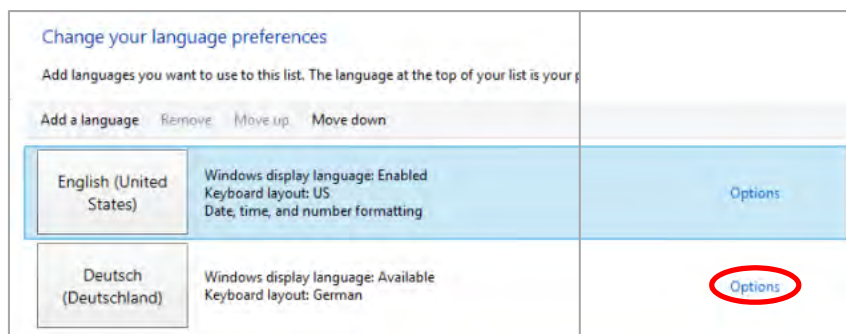 Change your language preferences
Add languages you want to use to this list. The language at the top of your list is your
Add a language Remove Move up Move down
English (United
States)
Windows display language: Enabled
Keyboard layout: US
Date, time, and number formatting
Options
Deutsch
(Deutschland)
Windows display language: Available
Keyboard layout: German
Options